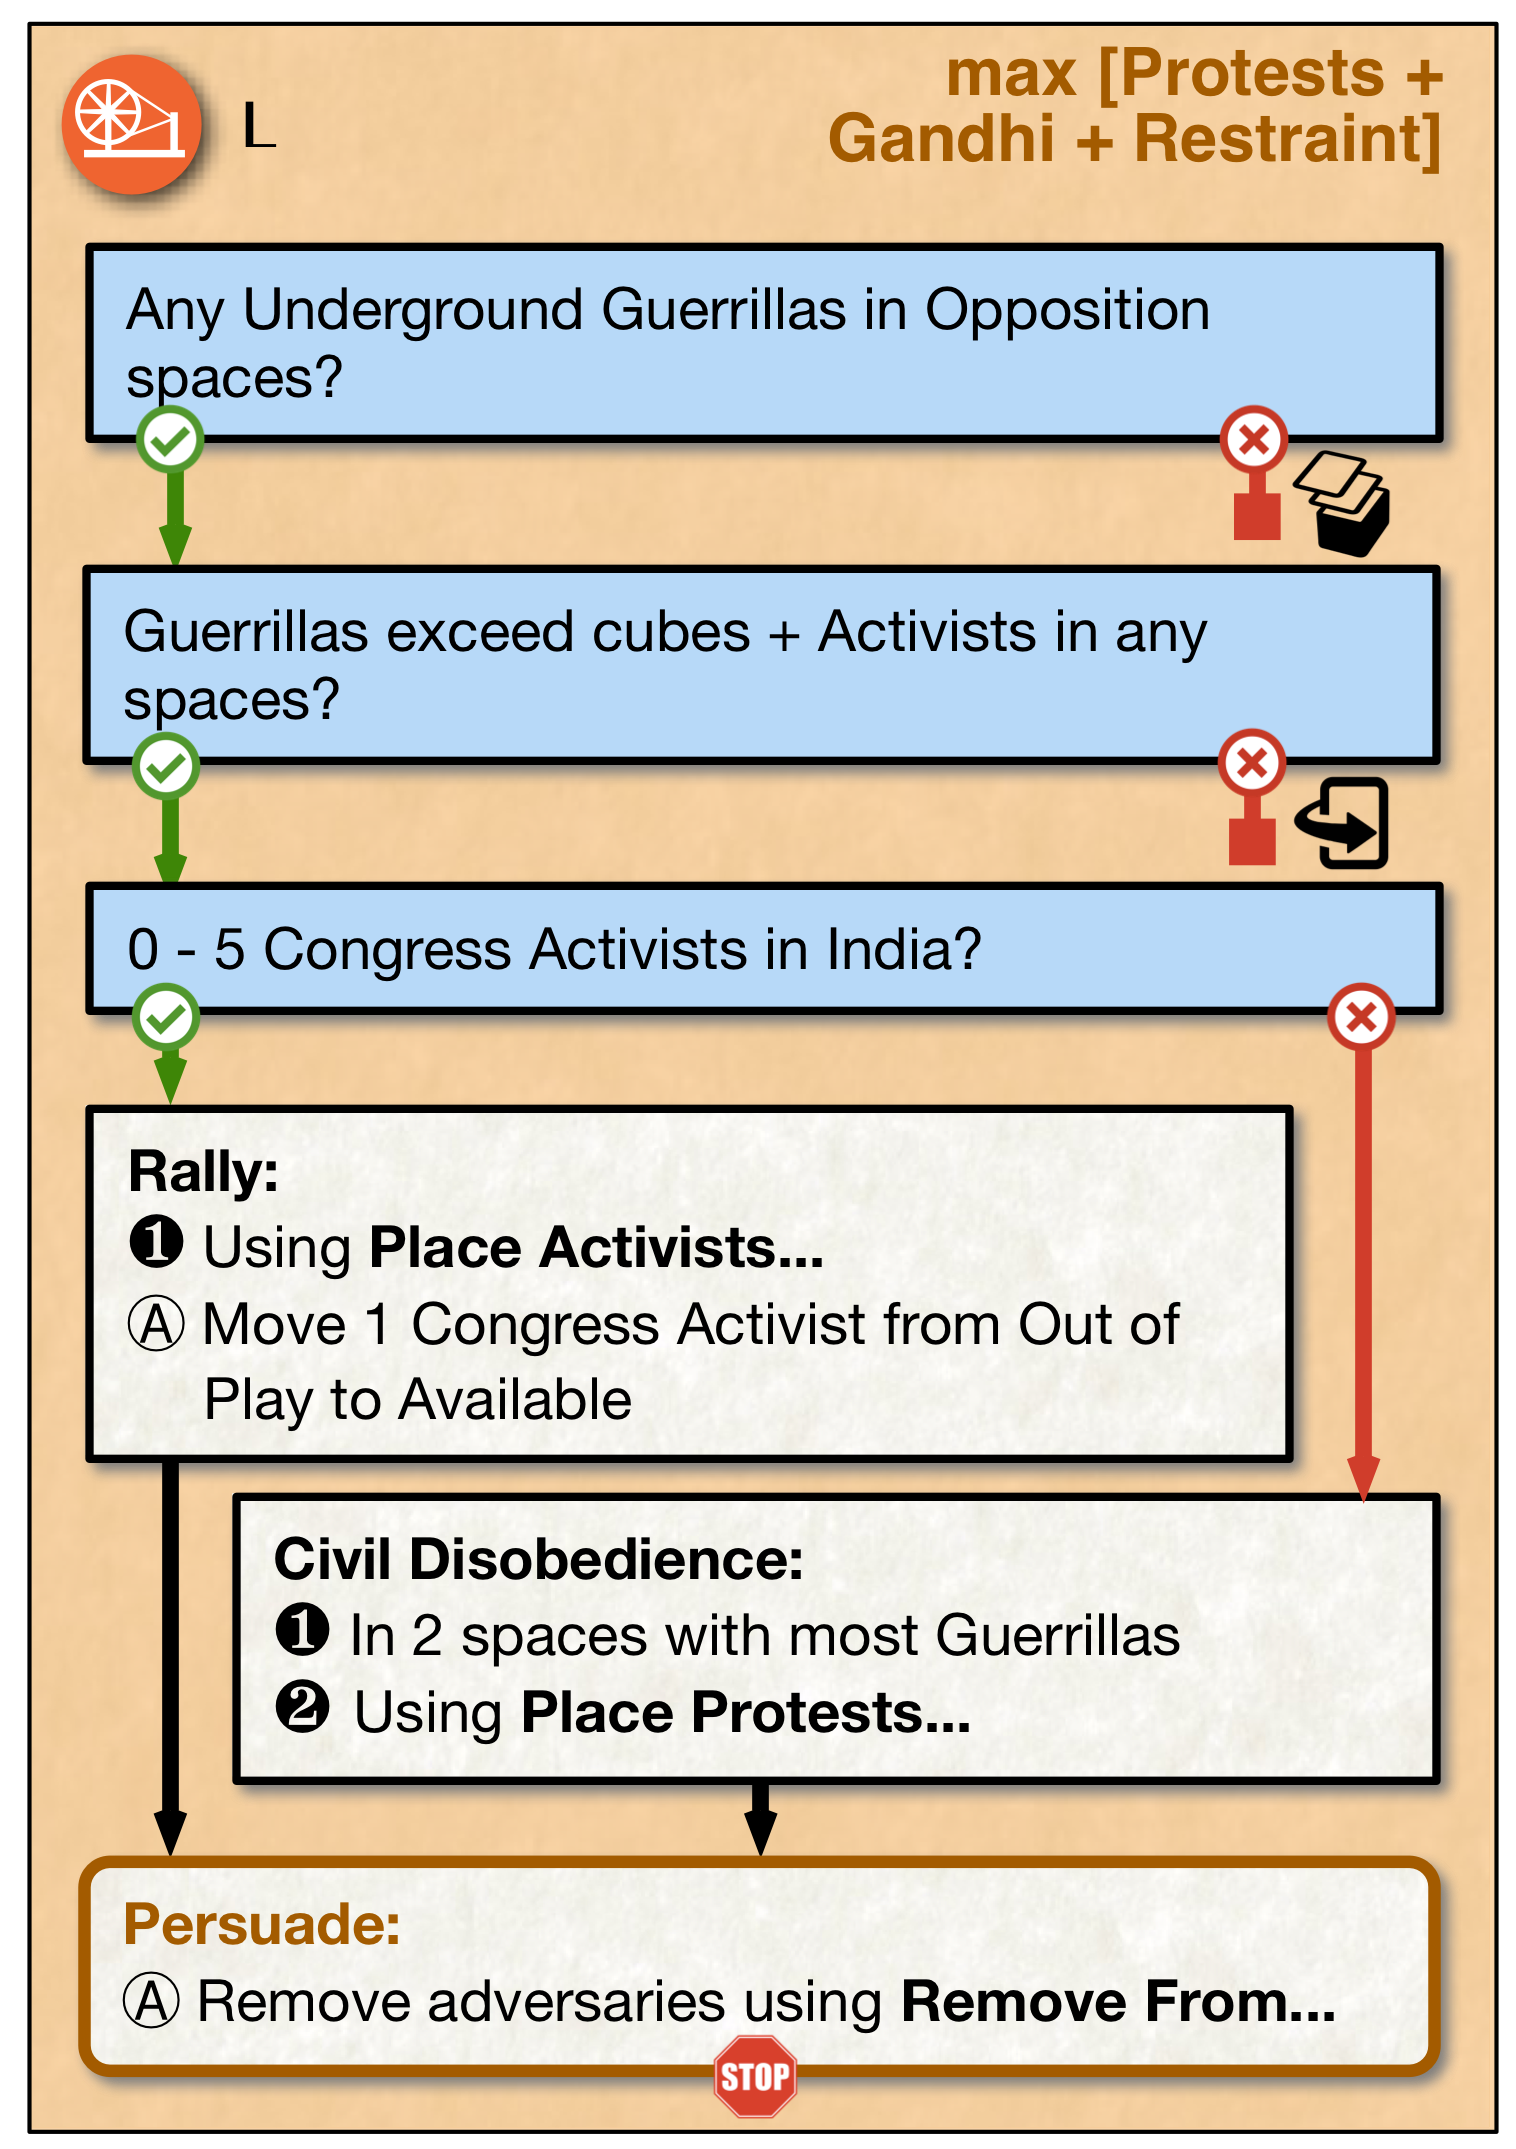 L
max [Protests +
Gandhi + Restraint]
Any Underground Guerrillas in Opposition
spaces?
Guerrillas exceed cubes + Activists in any
spaces?
0 - 5 Congress Activists in India?
Rally:
❶ Using Place Activists...
Ⓐ Move 1 Congress Activist from Out of
Play to Available
Civil Disobedience:
❶ In 2 spaces with most Guerrillas
❷ Using Place Protests...
Persuade:
Ⓐ Remove adversaries using Remove From...
STOP